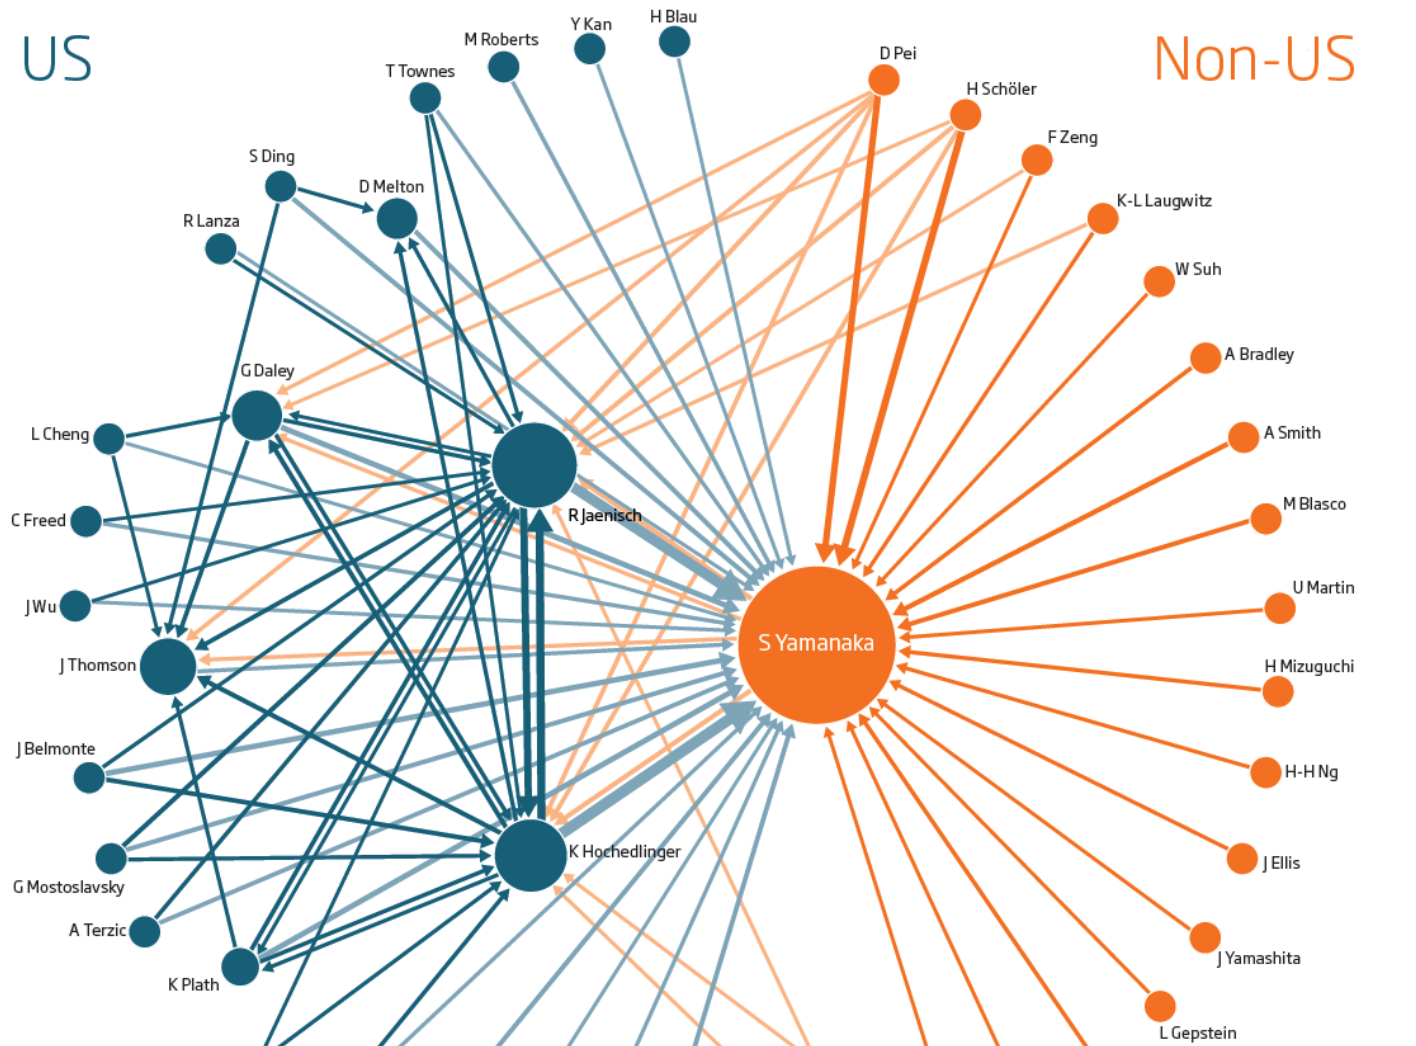 US
Non-US
H Blau
Y Kan
M Roberts
D Pei
T Townes
H Schöler
F Zeng
S Ding
D Melton
K-L Laugwitz
R Lanza
W Suh
A Bradley
G Daley
L Cheng
A Smith
M Blasco
C Freed
R Jaenisch
U Martin
J Wu
S Yamanaka
J Thomson
H Mizuguchi
J Belmonte
H-H Ng
K Hochedlinger
J Ellis
G Mostoslavsky
A Terzic
J Yamashita
K Plath
L Gepstein